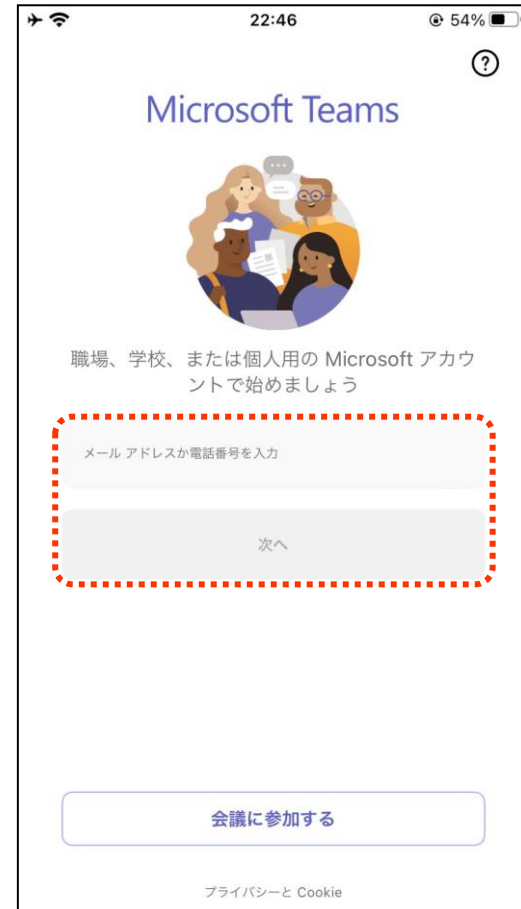 22:46
54%
?
Microsoft Teams
職場、学校、または個人用の Microsoft アカウ
ントで始めましょう
メール アドレスか電話番号を入力
次へ
会議に参加する
プライバシーと Cookie